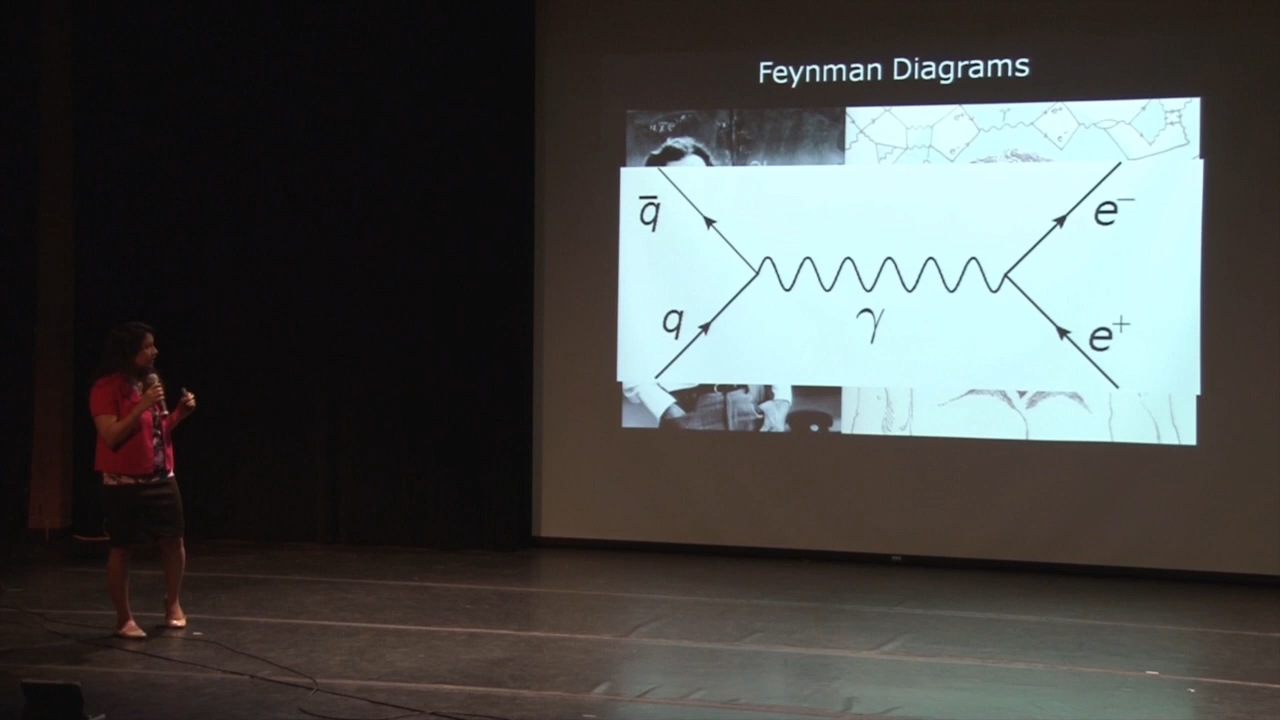 Feynman Diagrams
q̄
e⁻
q
γ
e⁺